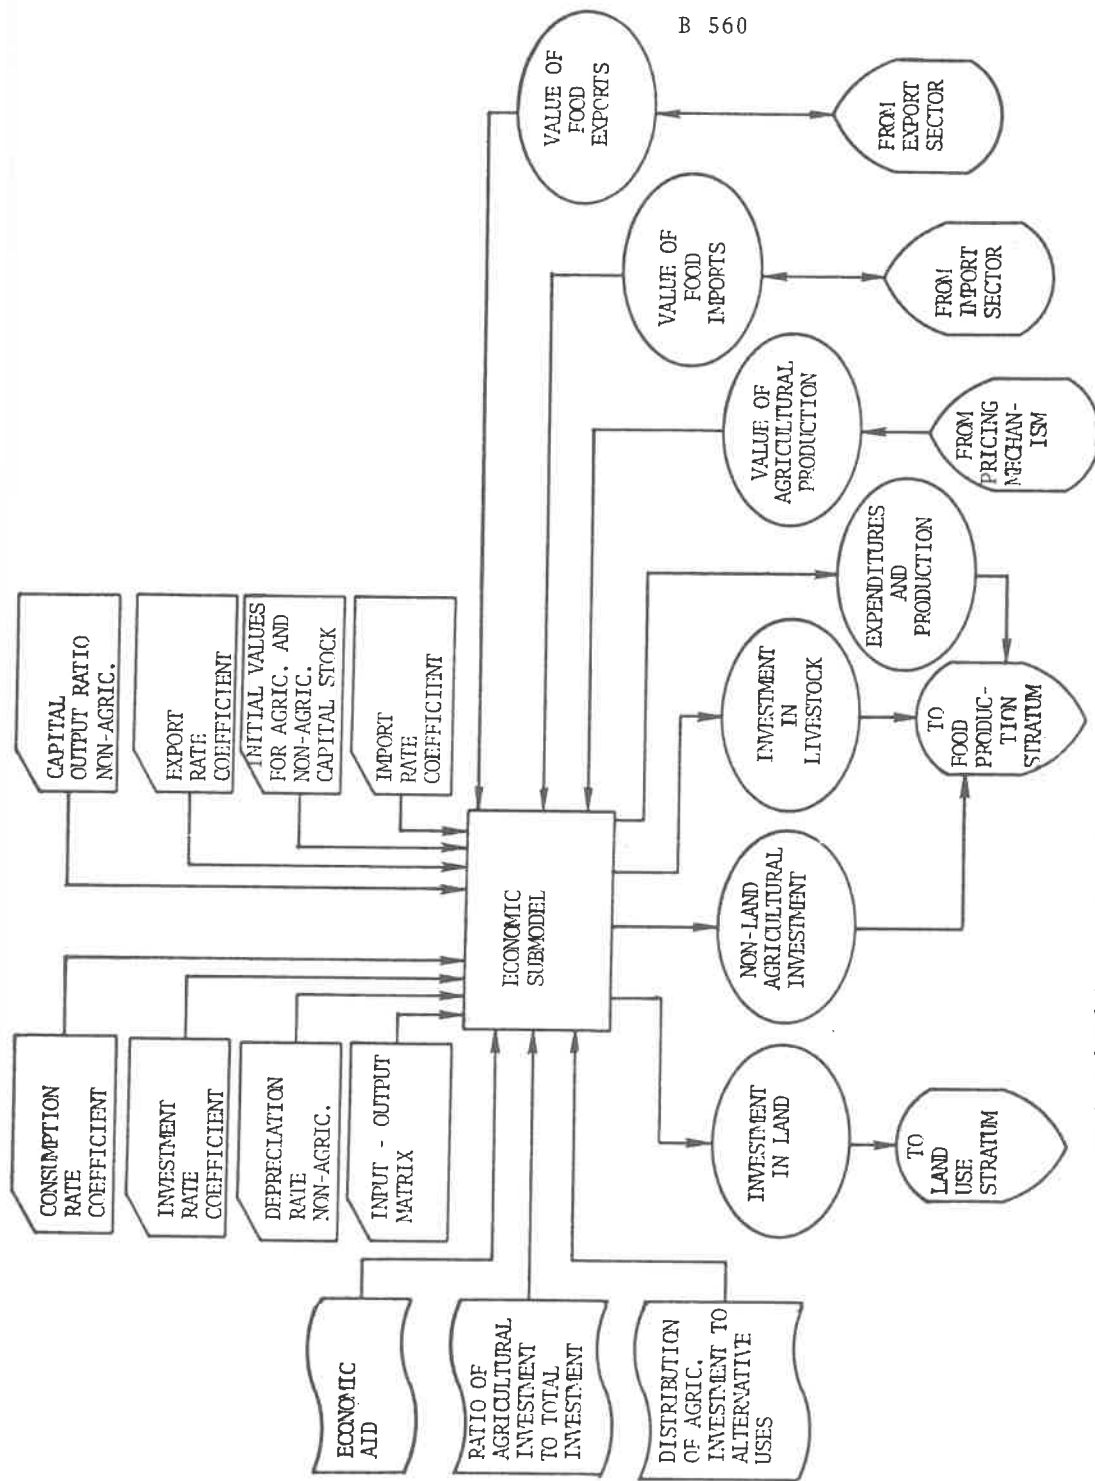 B 560
CONSUMPTION
RATE
COEFFICIENT
INVESTMENT
RATE
COEFFICIENT
DEPRECIATION
RATE
NON-AGRIC.
INPUT - OUTPUT
MATRIX
CAPITAL
OUTPUT RATIO
NON-AGRIC.
EXPORT
RATE
COEFFICIENT
INITIAL VALUES
FOR AGRIC. AND
NON-AGRIC.
CAPITAL STOCK
IMPORT
RATE
COEFFICIENT
ECONOMIC
AID
RATIO OF
AGRICULTURAL
INVESTMENT
TO TOTAL
INVESTMENT
DISTRIBUTION
OF AGRIC.
INVESTMENT TO
ALTERNATIVE
USES
ECONOMIC
SUBMODEL
VALUE OF
FOOD
EXPORTS
VALUE OF
FOOD
IMPORTS
VALUE OF
AGRICULTURAL
PRODUCTION
INVESTMENT
IN LAND
NON-LAND
AGRICULTURAL
INVESTMENT
INVESTMENT
IN
LIVESTOCK
EXPENDITURES
AND
PRODUCTION
TO
LAND
USE
STRATUM
TO
FOOD
PRODUC-
TION
STRATUM
FROM
PRICING
MECHAN-
ISM
FROM
IMPORT
SECTOR
FROM
EXPORT
SECTOR